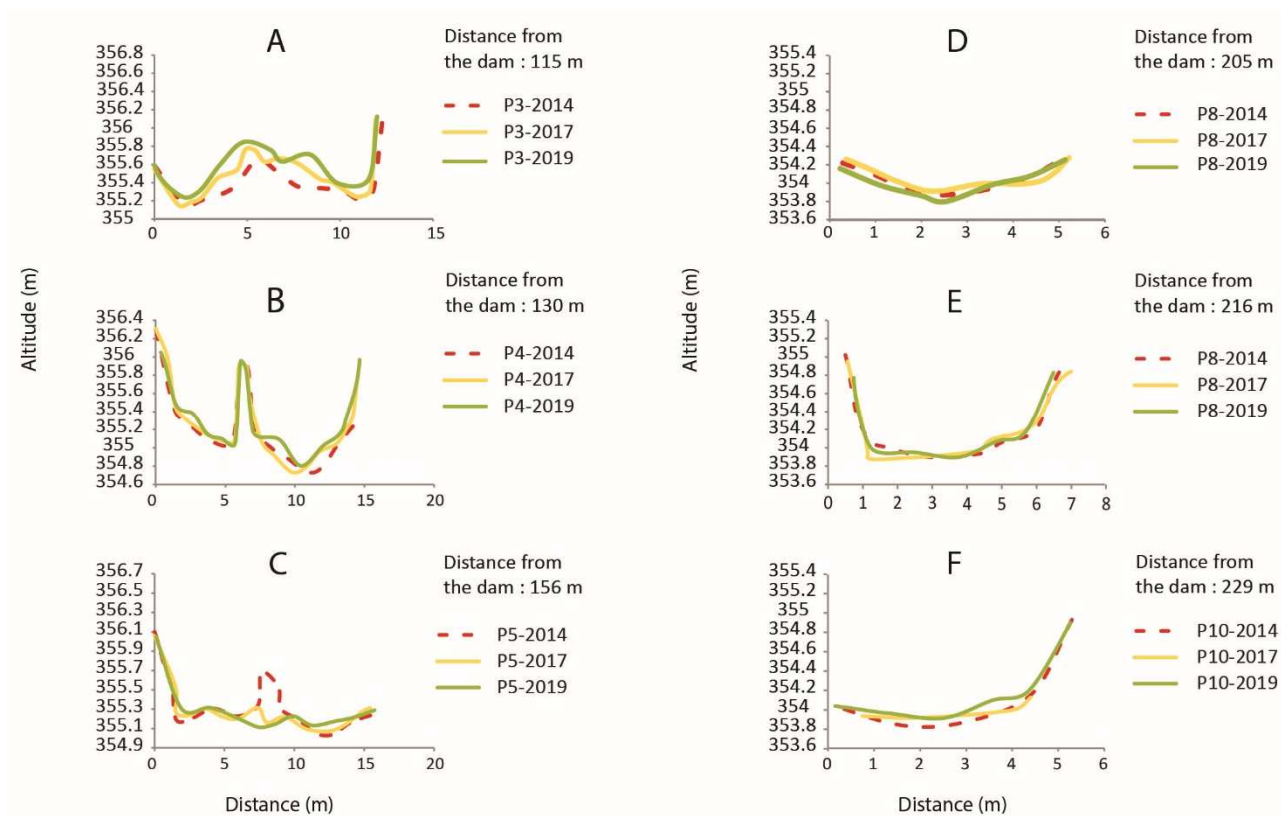 A
Distance from
the dam : 115 m
356.8
356.6
356.4
356.2
356
355.8
355.6
355.4
355.2
355
P3-2014
P3-2017
P3-2019
0
5
10
15
D
Distance from
the dam : 205 m
355.4
355.2
355
354.8
354.6
354.4
354.2
354
353.8
353.6
P8-2014
P8-2017
P8-2019
0
1
2
3
4
5
6
Altitude (m)
B
Distance from
the dam : 130 m
356.4
356.2
356
355.8
355.6
355.4
355.2
355
354.8
354.6
P4-2014
P4-2017
P4-2019
0
5
10
15
20
Altitude (m)
E
Distance from
the dam : 216 m
355.4
355.2
355
354.8
354.6
354.4
354.2
354
353.8
353.6
P8-2014
P8-2017
P8-2019
0
1
2
3
4
5
6
7
8
C
Distance from
the dam : 156 m
356.7
356.5
356.3
356.1
355.9
355.7
355.5
355.3
355.1
354.9
P5-2014
P5-2017
P5-2019
0
5
10
15
20
Distance (m)
F
Distance from
the dam : 229 m
355.4
355.2
355
354.8
354.6
354.4
354.2
354
353.8
353.6
P10-2014
P10-2017
P10-2019
0
1
2
3
4
5
6
Distance (m)